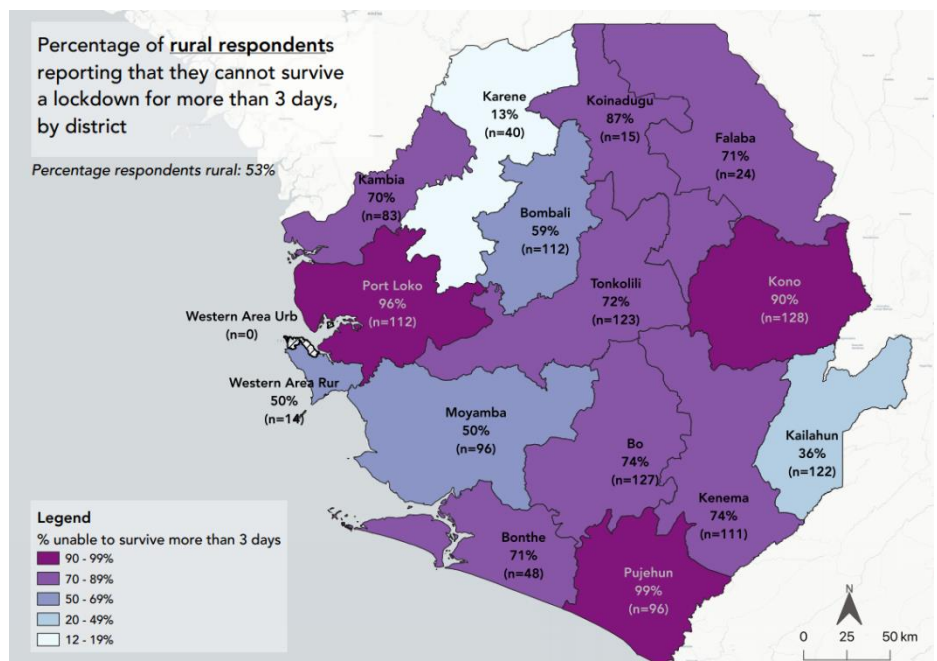 Percentage of rural respondents
reporting that they cannot survive
a lockdown for more than 3 days,
by district
Percentage respondents rural: 53%
Karene
13%
(n=40)
Koinadugu
87%
(n=15)
Falaba
71%
(n=24)
Kambia
70%
(n=83)
Bombali
59%
(n=112)
Port Loko
96%
(n=112)
Tonkolili
72%
(n=123)
Kono
90%
(n=128)
Western Area Urb
(n=0)
Western Area Rur
50%
(n=14)
Moyamba
50%
(n=96)
Bo
74%
(n=127)
Kailahun
36%
(n=122)
Kenema
74%
(n=111)
Bonthe
71%
(n=48)
Pujehun
99%
(n=96)
Legend
% unable to survive more than 3 days
90 - 99%
70 - 89%
50 - 69%
20 - 49%
12 - 19%
N
0 25 50 km